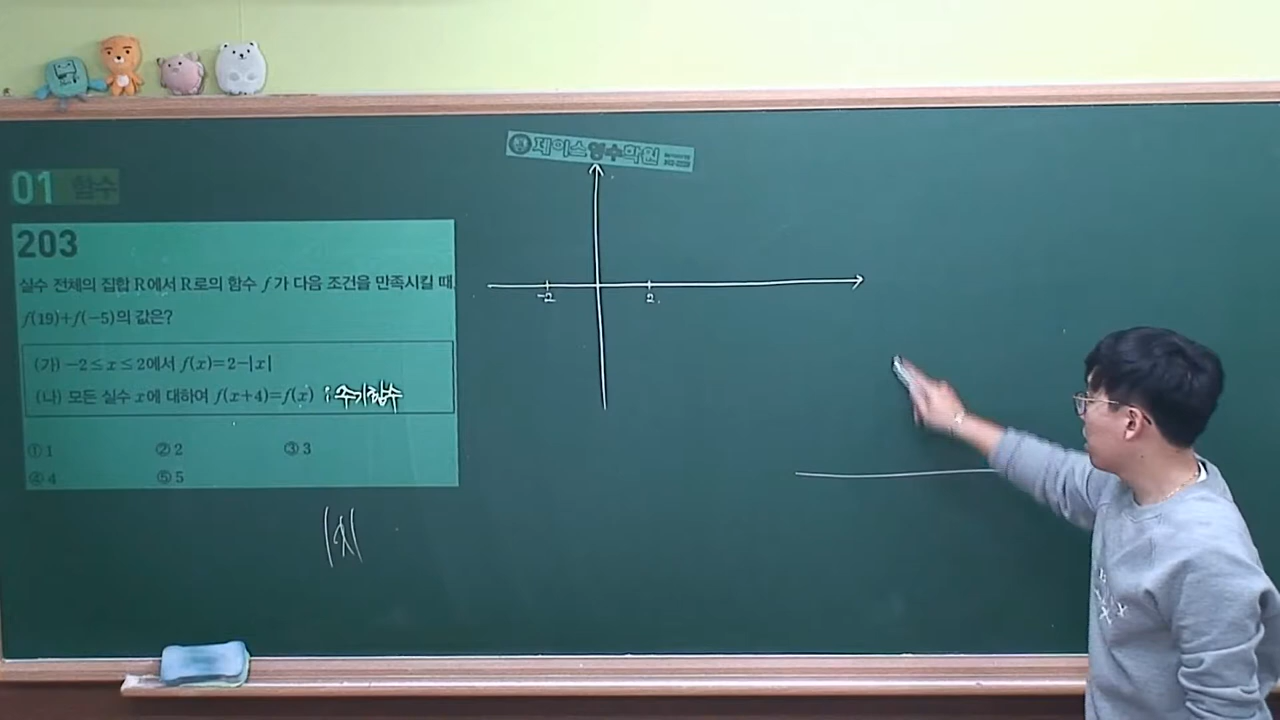 제이스영수학원
01 함수
203
실수 전체의 집합 R에서 R로의 함수 f가 다음 조건을 만족시킬 때,
f(19)+f(-5)의 값은?
(가) -2≤x≤2에서 f(x)=2-|x|
(나) 모든 실수 x에 대하여 f(x+4)=f(x) : 주기함수
① 1 ② 2 ③ 3
④ 4 ⑤ 5
-2 2
|x|